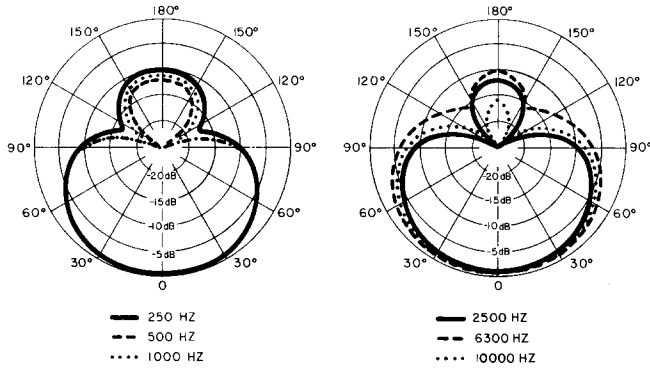 180°
150° 150°
120° 120°
90° 90°
-20dB
-15dB
60° 60°
-10dB
-5dB
30° 30°
0
250 HZ
500 HZ
1000 HZ
180°
150° 150°
120° 120°
90° 90°
-20dB
-15dB
60° 60°
-10dB
-5dB
30° 30°
0
2500 HZ
6300 HZ
10000 HZ